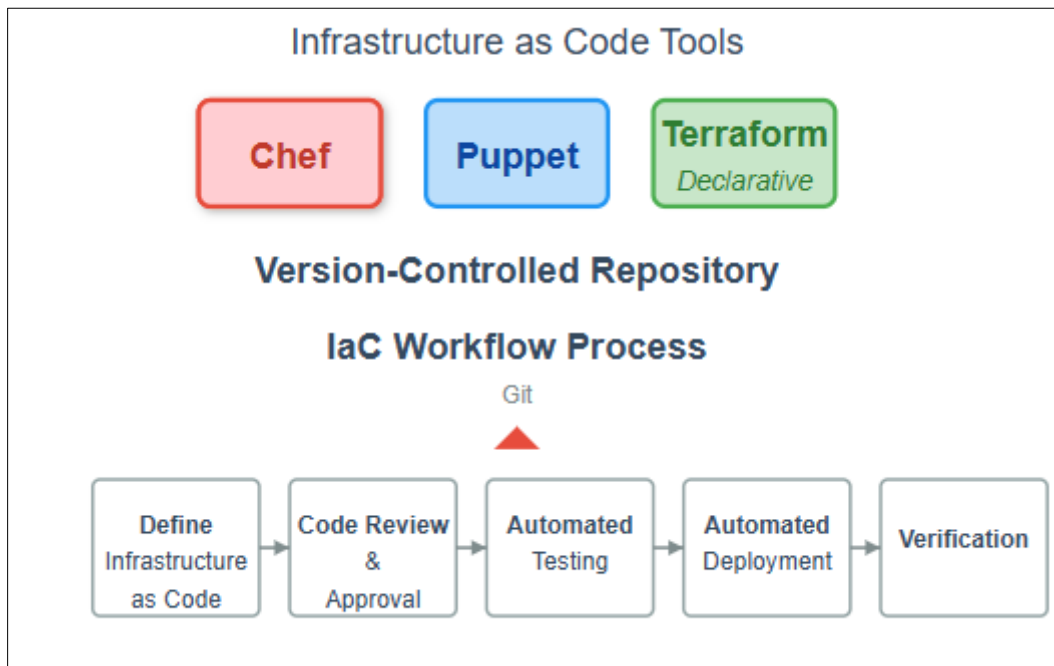 Infrastructure as Code Tools
Chef
Puppet
Terraform
Declarative
Version-Controlled Repository
IaC Workflow Process
Git
Define
Infrastructure
as Code
Code Review
&
Approval
Automated
Testing
Automated
Deployment
Verification